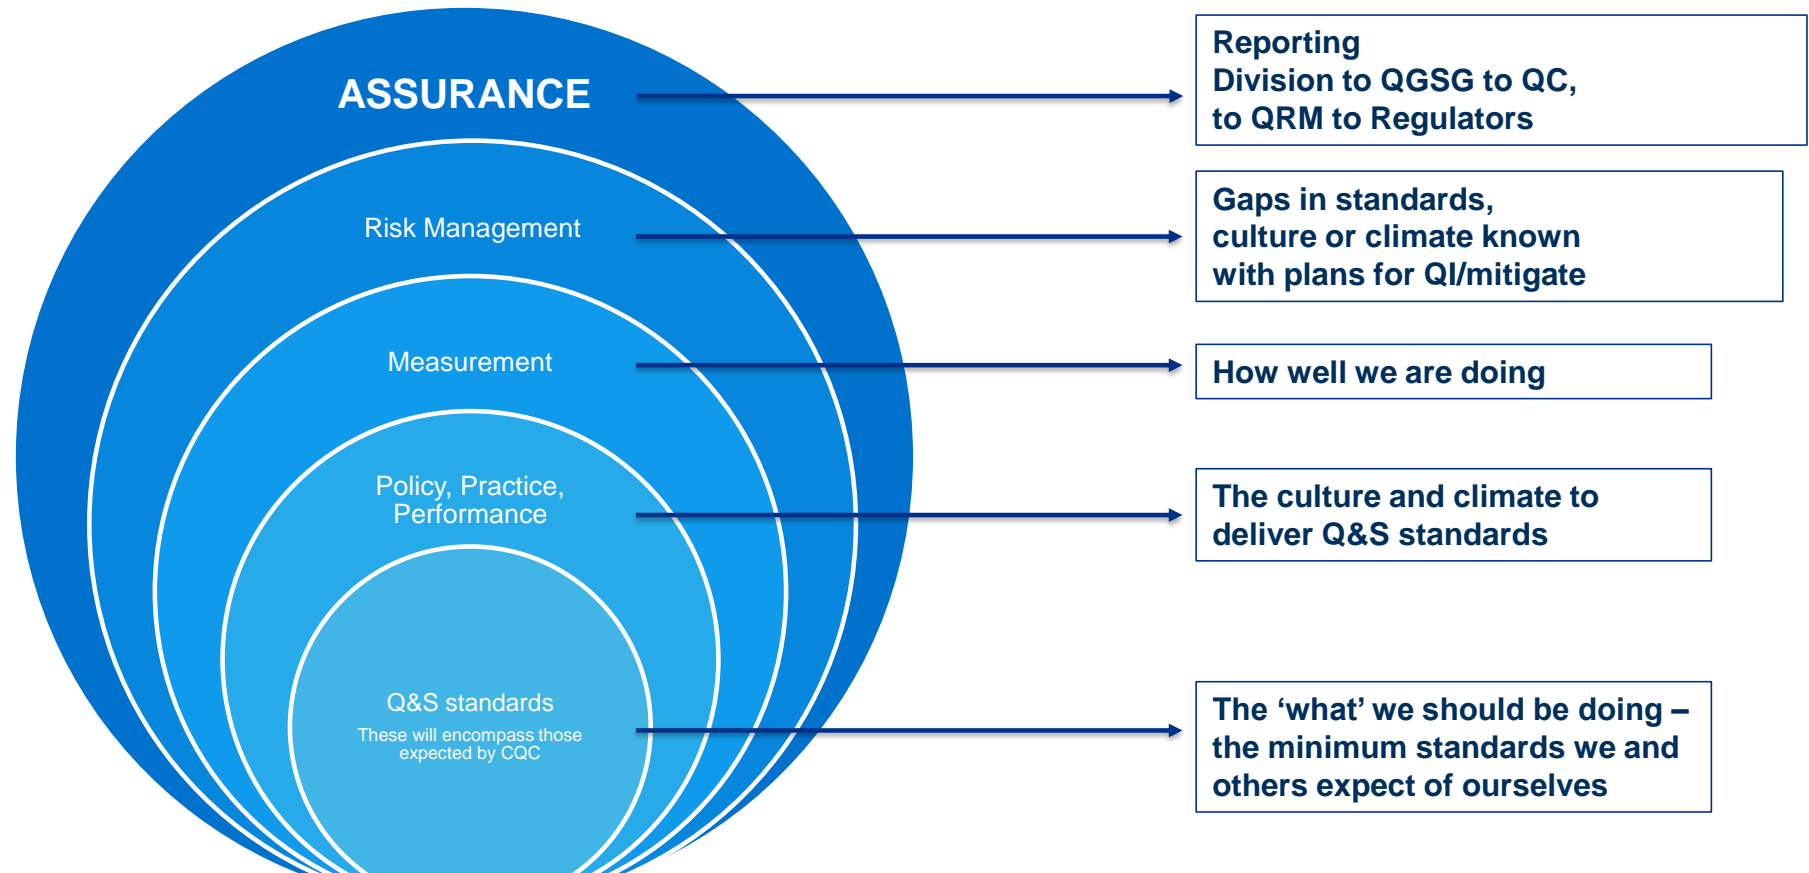 ASSURANCE
Reporting
Division to QGSG to QC,
to QRM to Regulators
Risk Management
Gaps in standards,
culture or climate known
with plans for QI/mitigate
Measurement
How well we are doing
Policy, Practice,
Performance
The culture and climate to
deliver Q&S standards
Q&S standards
These will encompass those
expected by CQC
The ‘what’ we should be doing –
the minimum standards we and
others expect of ourselves